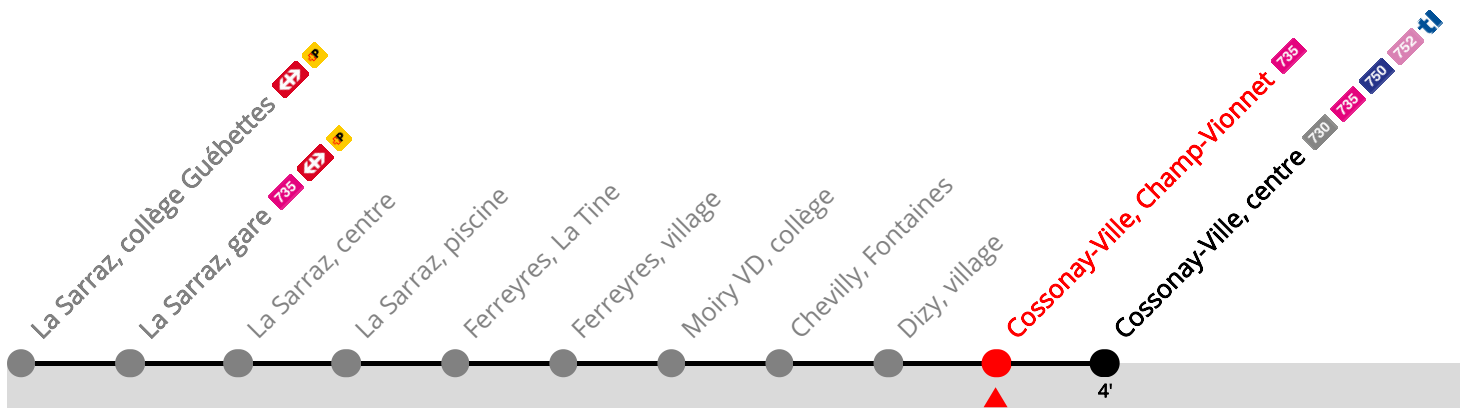 La Sarraz, collège Guébettes P
La Sarraz, gare 735 P
La Sarraz, centre
La Sarraz, piscine
Ferreyres, La Tine
Ferreyres, village
Moiry VD, collège
Chevilly, Fontaines
Dizy, village
Cossonay-Ville, Champ-Vionnet 735
Cossonay-Ville, centre 730 735 750 752 tl
4'